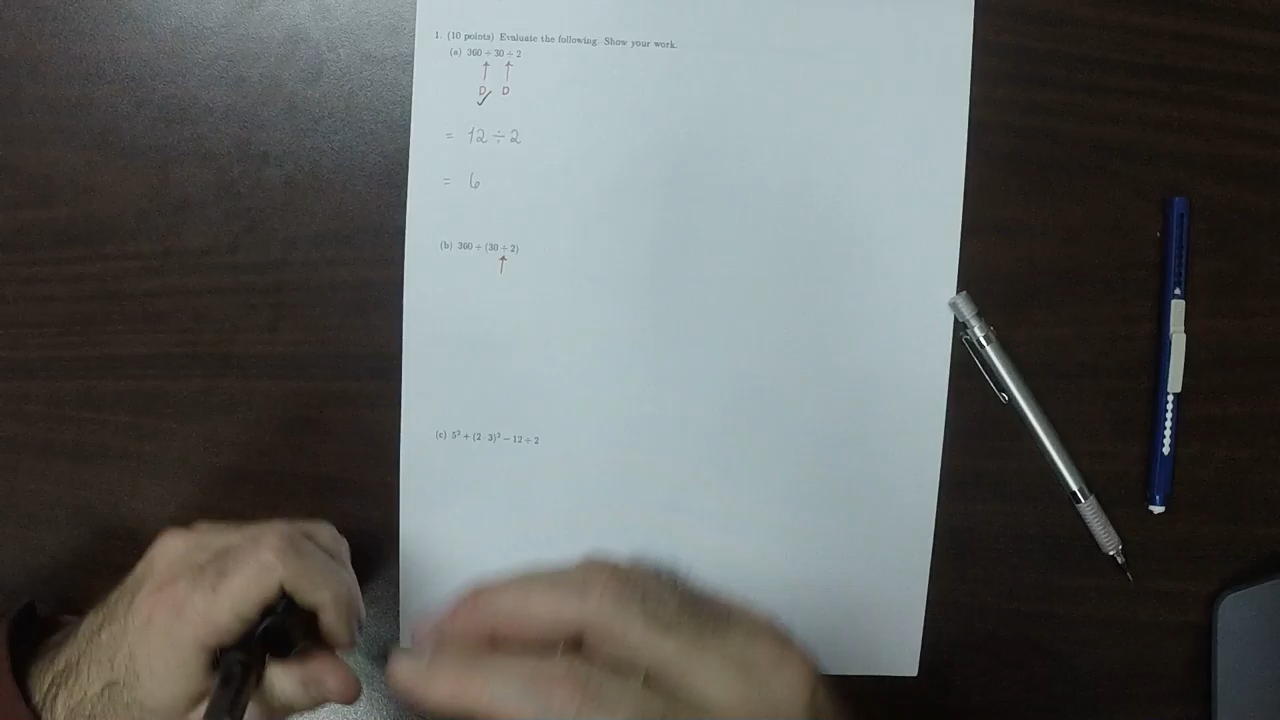 1. (10 points) Evaluate the following. Show your work.
(a) 360 ÷ 30 ÷ 2
D D
= 12 ÷ 2
= 6
(b) 360 ÷ (30 ÷ 2)
(c) 5² + (2 · 3)² − 12 ÷ 2